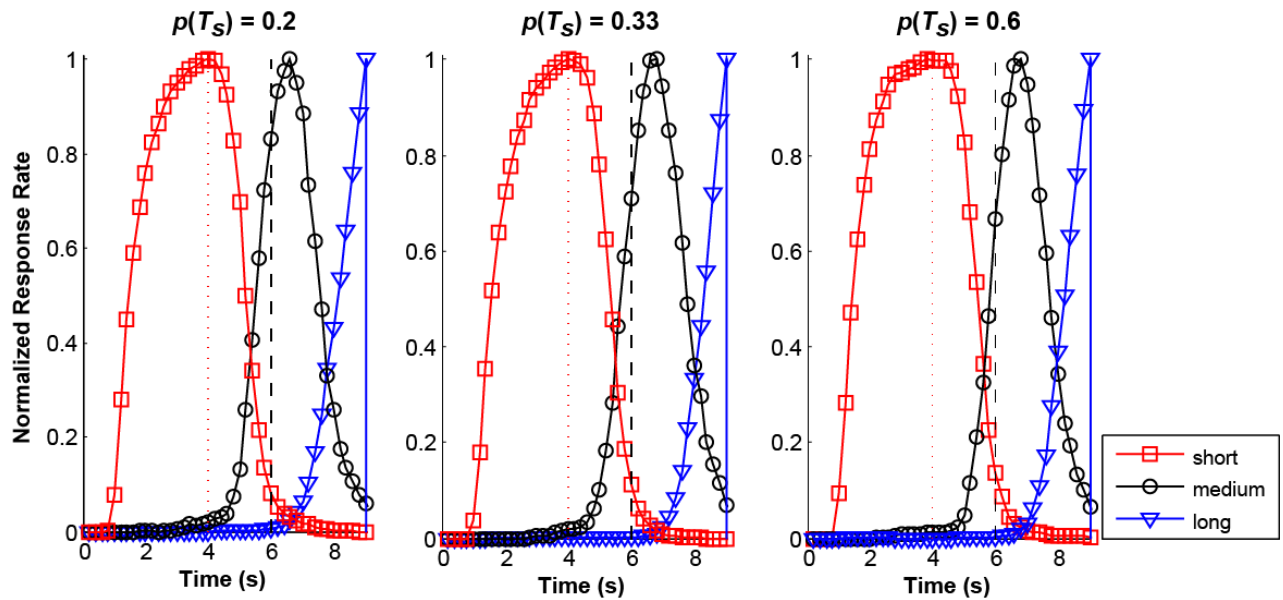 p(T_S) = 0.2
p(T_S) = 0.33
p(T_S) = 0.6
Normalized Response Rate
1
0.8
0.6
0.4
0.2
0
0 2 4 6 8
Time (s)
1
0.8
0.6
0.4
0.2
0
0 2 4 6 8
Time (s)
1
0.8
0.6
0.4
0.2
0
0 2 4 6 8
Time (s)
short
medium
long